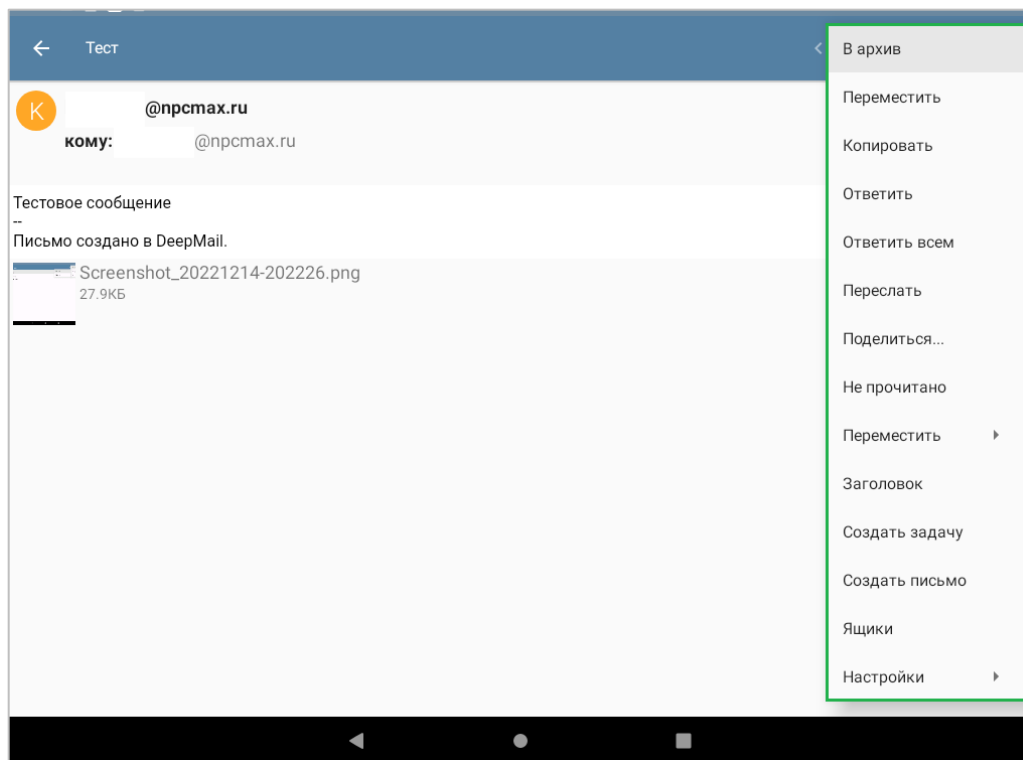 Тест
K
@npcmax.ru
кому: @npcmax.ru
Тестовое сообщение
--
Письмо создано в DeepMail.
Screenshot_20221214-202226.png
27.9КБ
В архив
Переместить
Копировать
Ответить
Ответить всем
Переслать
Поделиться...
Не прочитано
Переместить
Заголовок
Создать задачу
Создать письмо
Ящики
Настройки